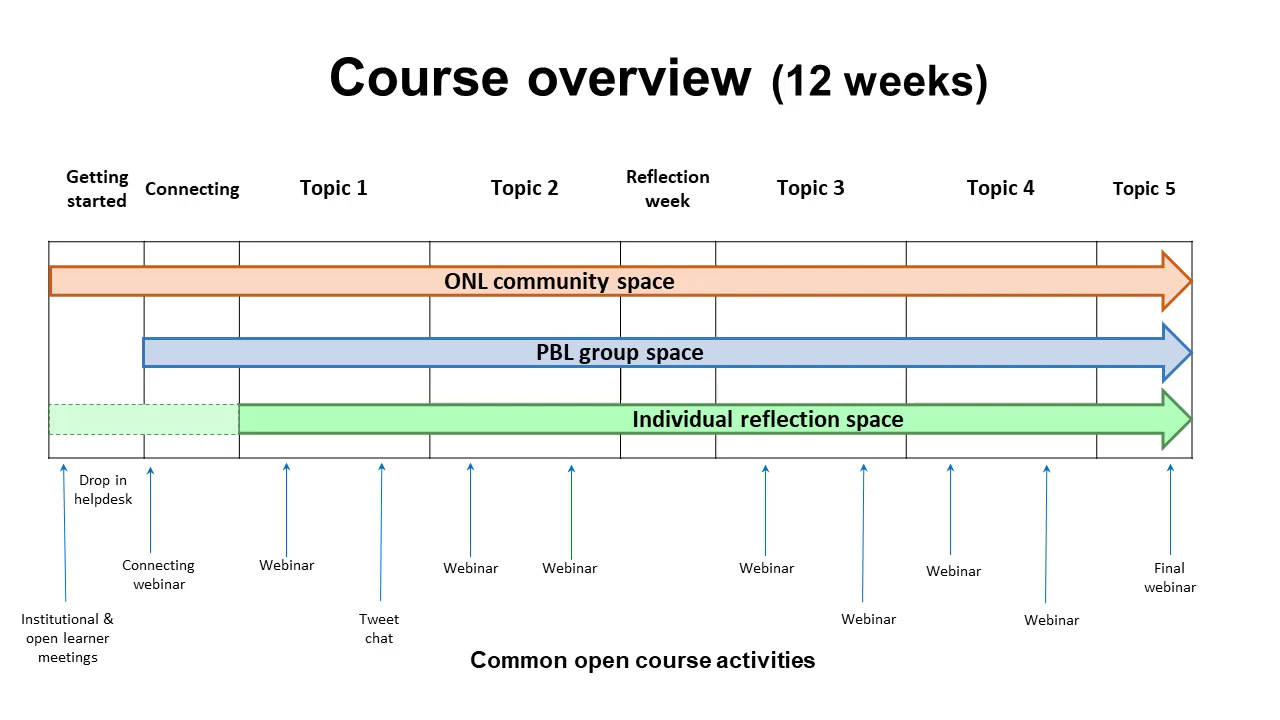 Course overview (12 weeks)
Getting
started
Connecting
Topic 1
Topic 2
Reflection
week
Topic 3
Topic 4
Topic 5
ONL community space
PBL group space
Individual reflection space
Drop in
helpdesk
Connecting
webinar
Webinar
Webinar
Webinar
Webinar
Webinar
Final
webinar
Institutional &
open learner
meetings
Tweet
chat
Webinar
Webinar
Common open course activities